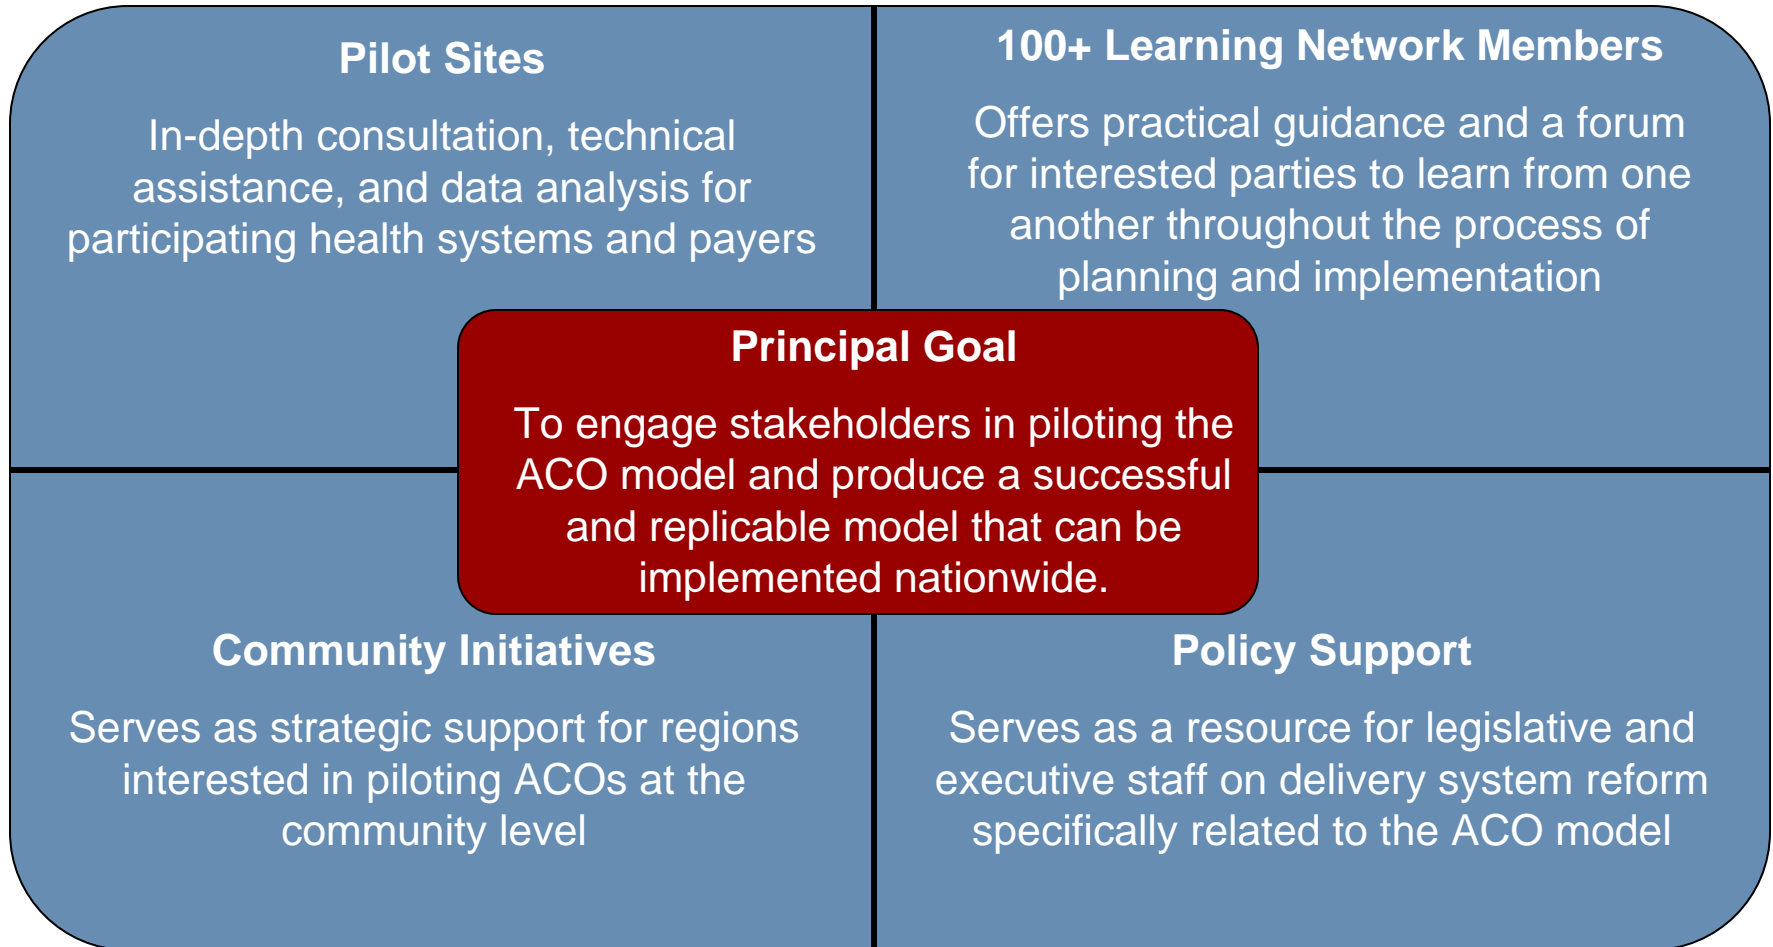 Pilot Sites
In-depth consultation, technical
assistance, and data analysis for
participating health systems and payers
100+ Learning Network Members
Offers practical guidance and a forum
for interested parties to learn from one
another throughout the process of
planning and implementation
Principal Goal
To engage stakeholders in piloting the
ACO model and produce a successful
and replicable model that can be
implemented nationwide.
Community Initiatives
Serves as strategic support for regions
interested in piloting ACOs at the
community level
Policy Support
Serves as a resource for legislative and
executive staff on delivery system reform
specifically related to the ACO model